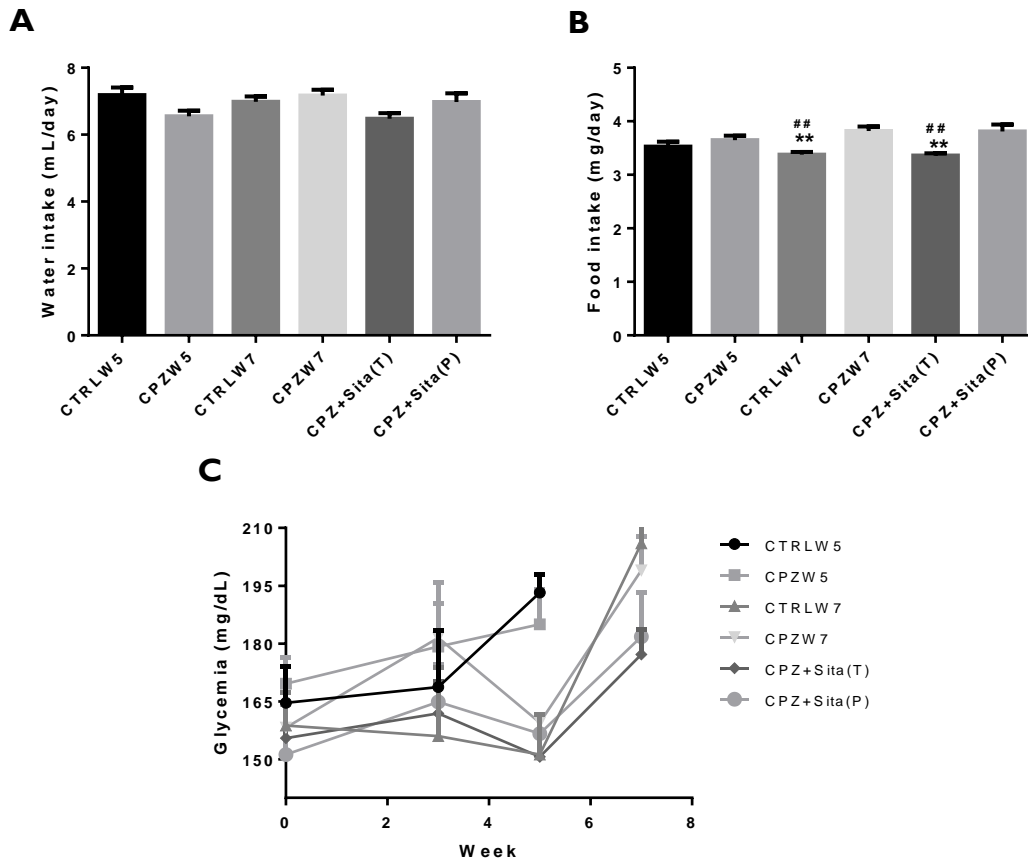 A
Water intake (mL/day)
8
6
4
2
0
CTRLW5
CPZW5
CTRLW7
CPZW7
CPZ+Sita(T)
CPZ+Sita(P)
B
Food intake (mg/day)
5
4
3
2
1
0
##
**
##
**
CTRLW5
CPZW5
CTRLW7
CPZW7
CPZ+Sita(T)
CPZ+Sita(P)
C
Glycemia (mg/dL)
210
195
180
165
150
0
2
4
6
8
Week
CTRLW5
CPZW5
CTRLW7
CPZW7
CPZ+Sita(T)
CPZ+Sita(P)